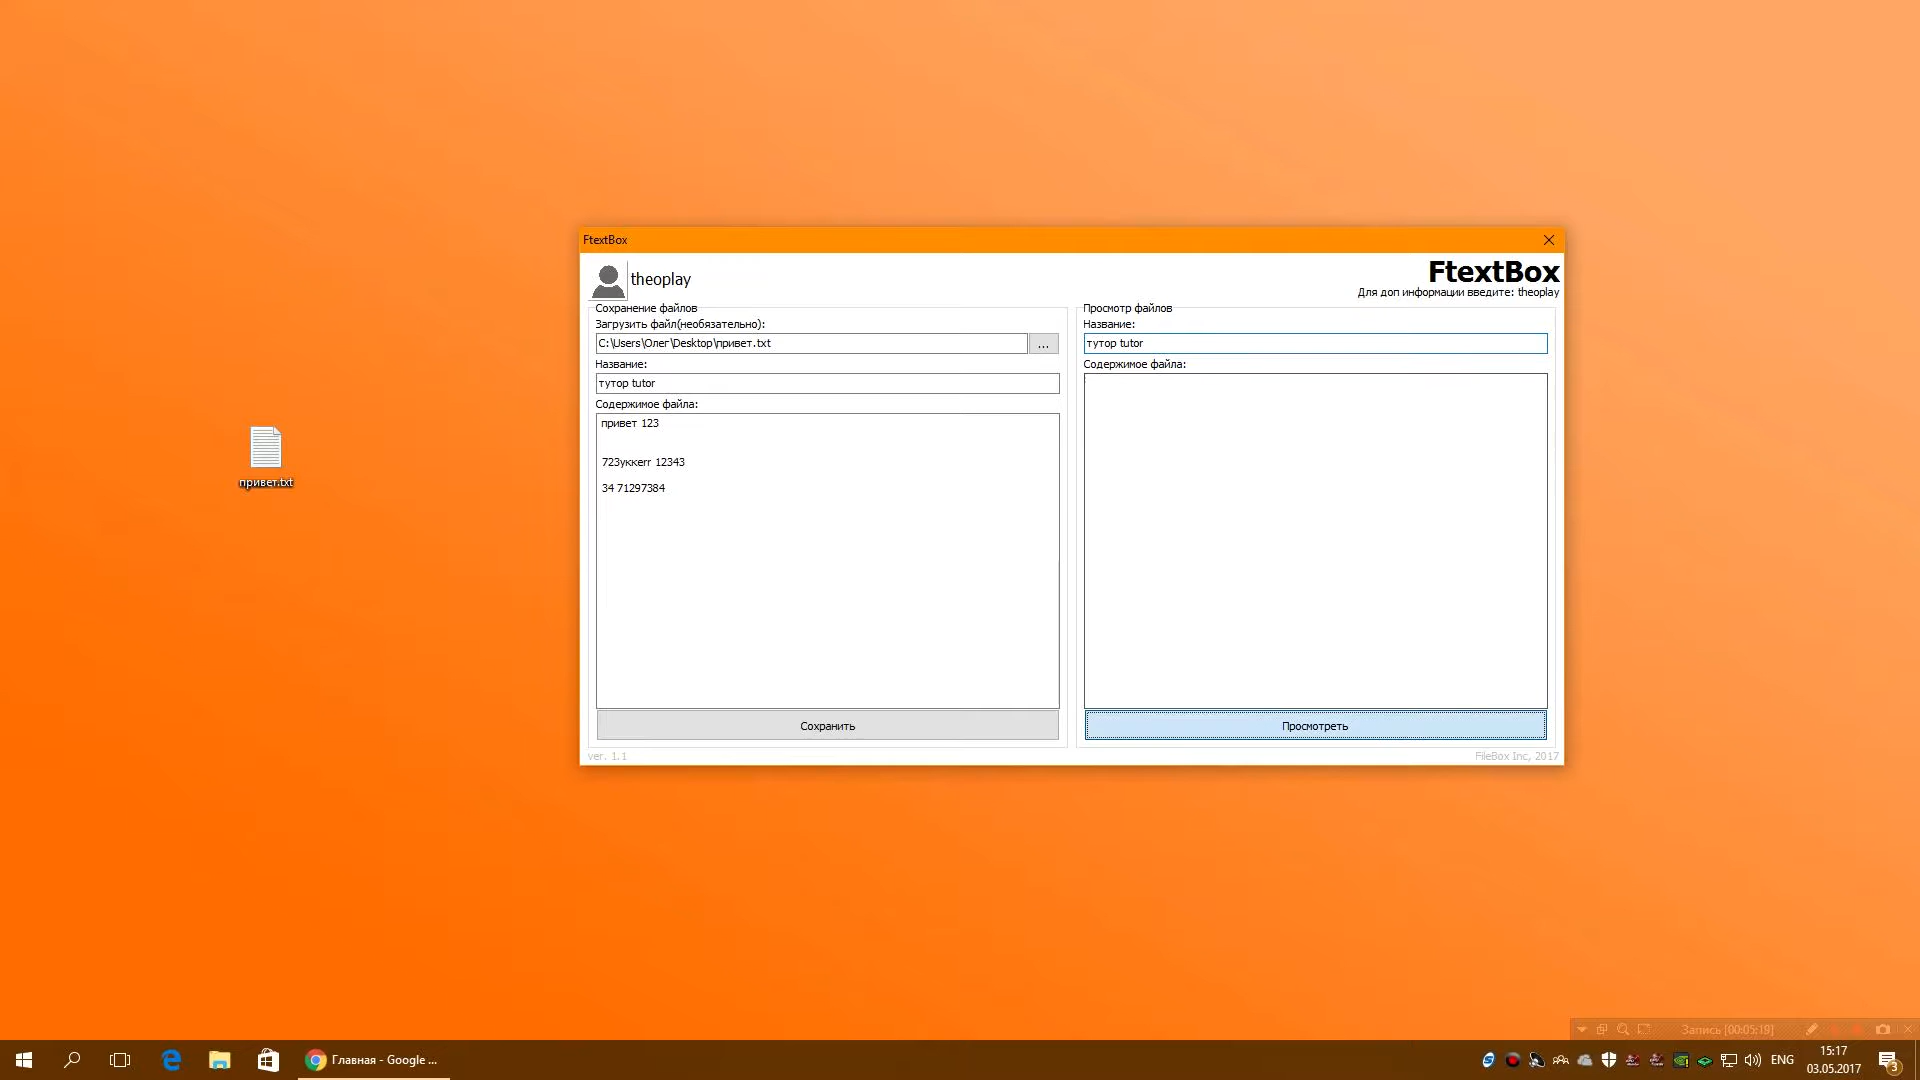 FtextBox
theoplay
FtextBox
Для доп информации введите: theoplay
Сохранение файлов
Загрузить файл(необязательно):
C:\Users\Олег\Desktop\привет.txt
...
Название:
тутор tutor
Содержимое файла:
привет 123
723уккеrr 12343
34 71297384
Сохранить
ver. 1.1
Просмотр файлов
Название:
тутор tutor
Содержимое файла:
Просмотреть
FileBox Inc, 2017
привет.txt
Запись [00:05:19]
Главная - Google ...
ENG
15:17
03.05.2017
3